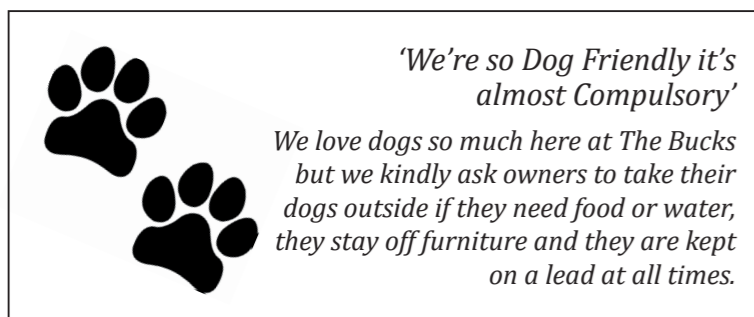 ‘We’re so Dog Friendly it’s
almost Compulsory’
We love dogs so much here at The Bucks
but we kindly ask owners to take their
dogs outside if they need food or water,
they stay off furniture and they are kept
on a lead at all times.